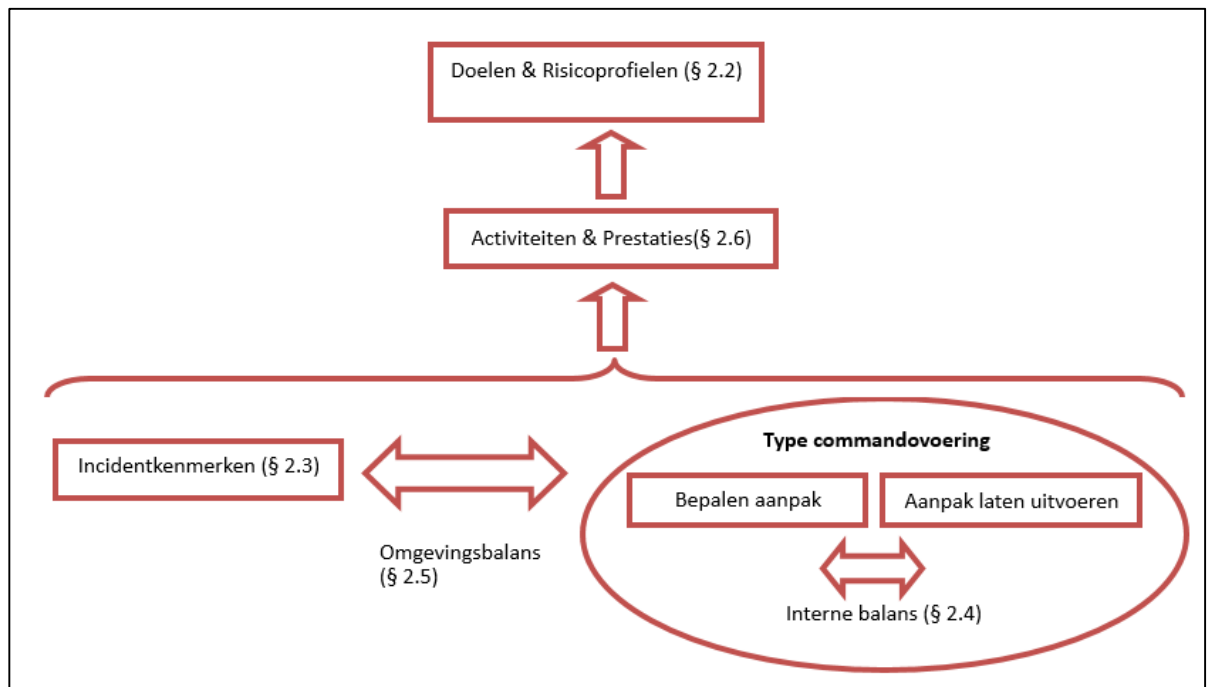 Doelen & Risicoprofielen (§ 2.2)
Activiteiten & Prestaties(§ 2.6)
Incidentkenmerken (§ 2.3)
Omgevingsbalans
(§ 2.5)
Type commandovoering
Bepalen aanpak
Aanpak laten uitvoeren
Interne balans (§ 2.4)